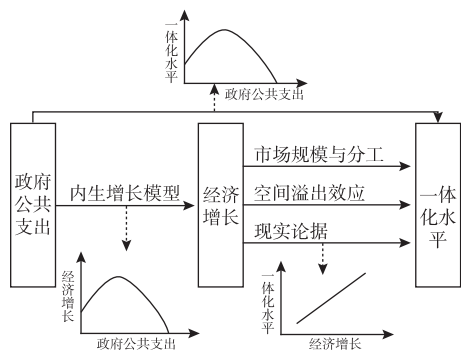 一体化水平
政府公共支出
政府
公共
支出
内生增长模型
经济
增长
市场规模与分工
空间溢出效应
现实论据
一体
化水
平
经济增长
政府公共支出
一体化水平
经济增长